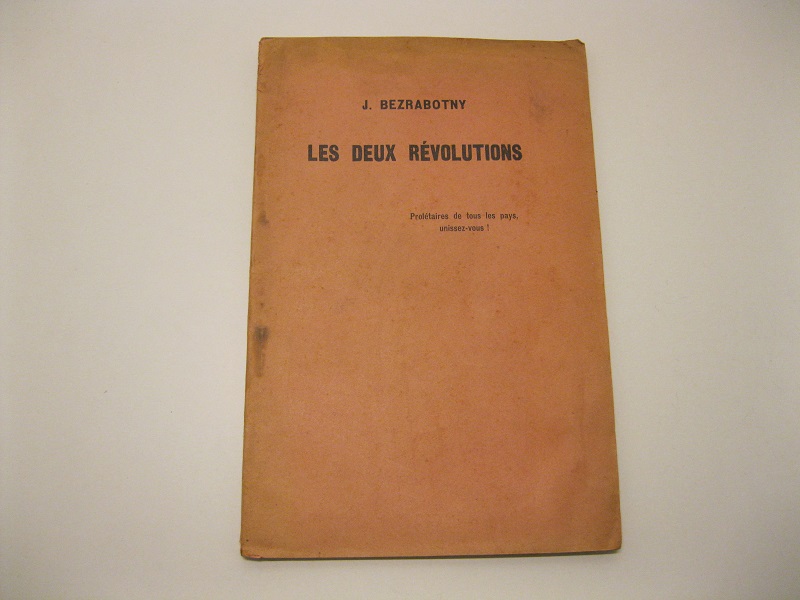 J. BEZRABOTNY
LES DEUX RÉVOLUTIONS
Prolétaires de tous les pays,
unissez-vous !